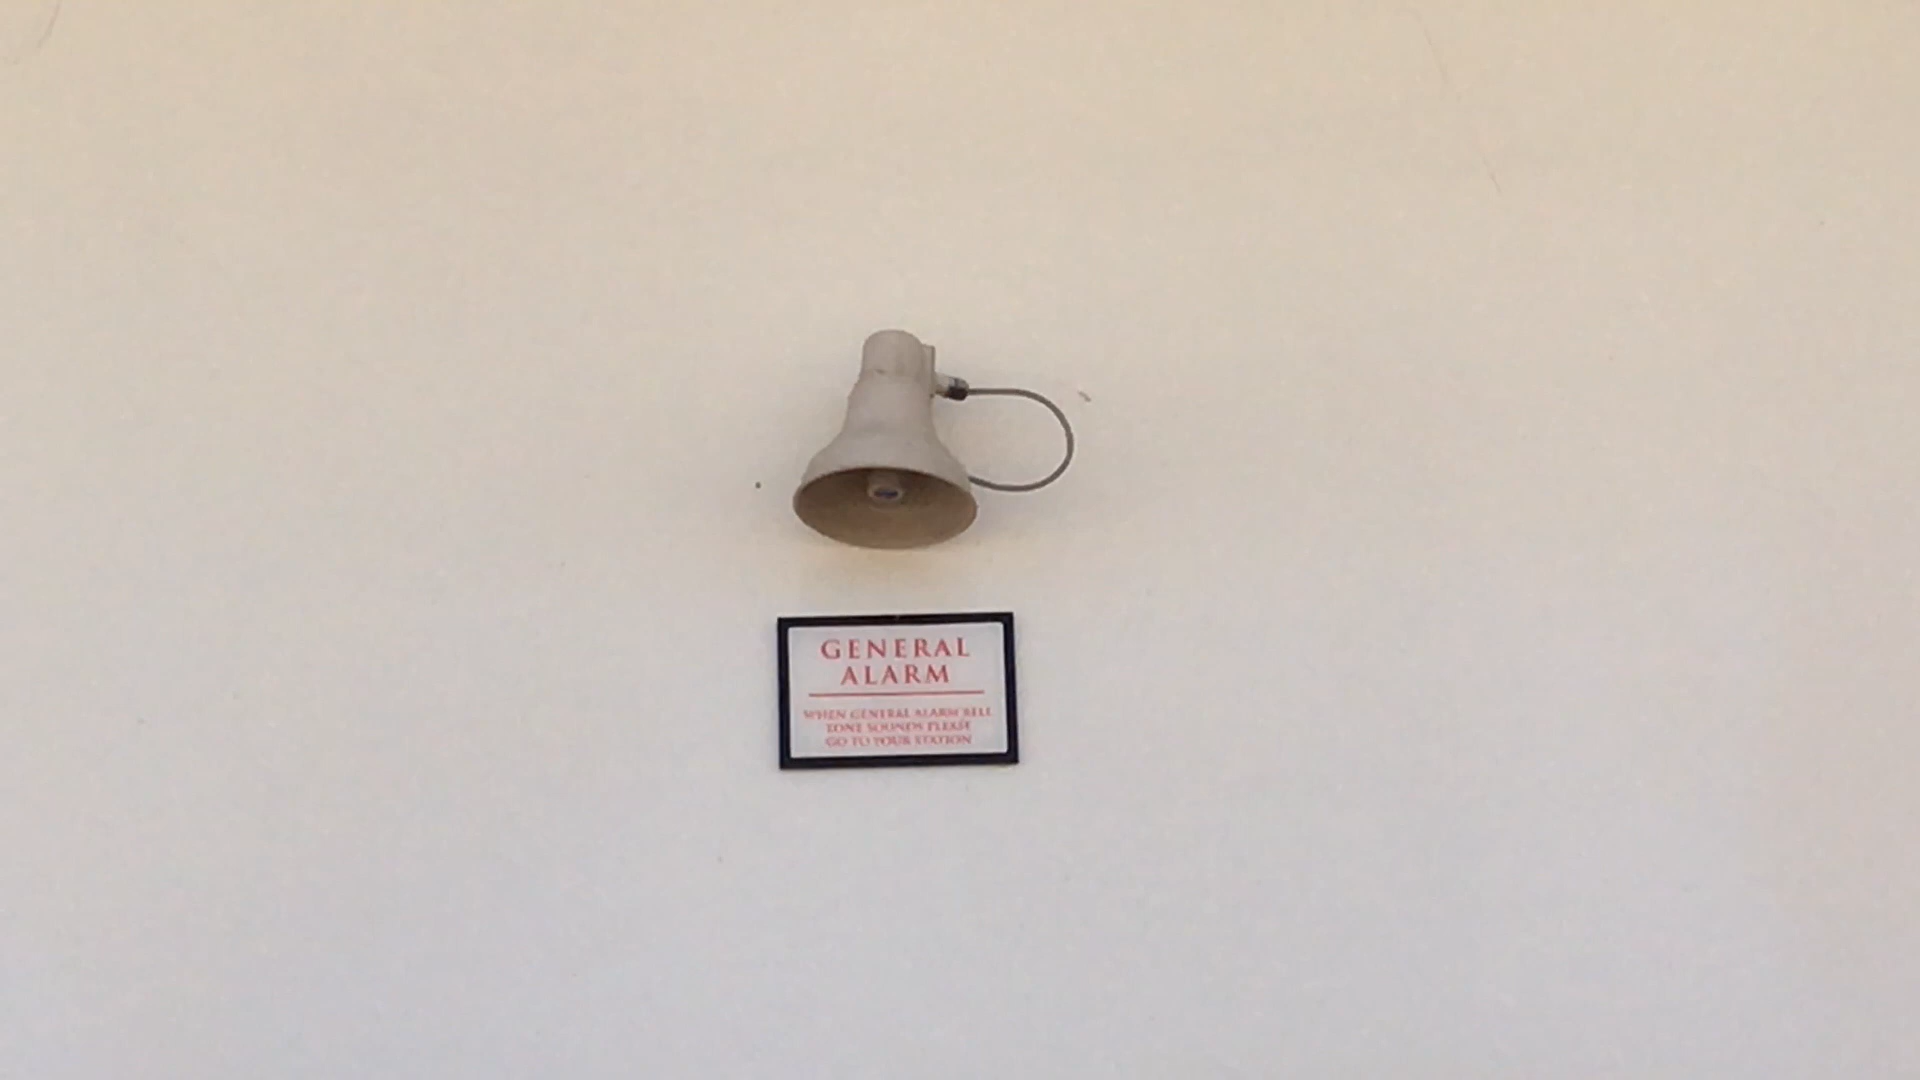 GENERAL
ALARM
WHEN GENERAL ALARM BELL
TONE SOUNDS PLEASE
GO TO YOUR STATION